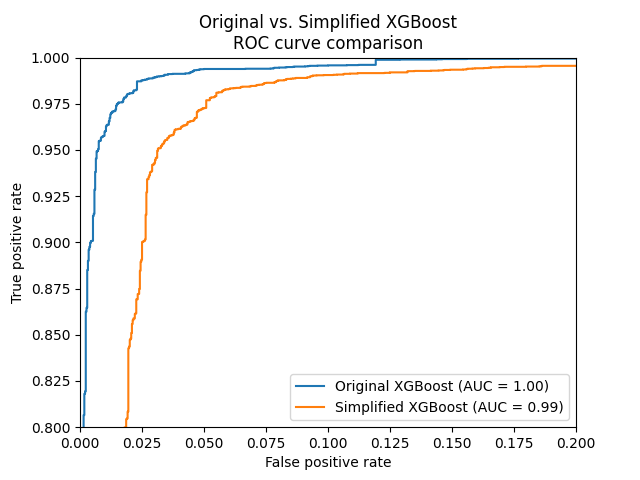 Original vs. Simplified XGBoost
ROC curve comparison
1.000
0.975
0.950
0.925
0.900
0.875
0.850
0.825
0.800
True positive rate
Original XGBoost (AUC = 1.00)
Simplified XGBoost (AUC = 0.99)
0.000 0.025 0.050 0.075 0.100 0.125 0.150 0.175 0.200
False positive rate